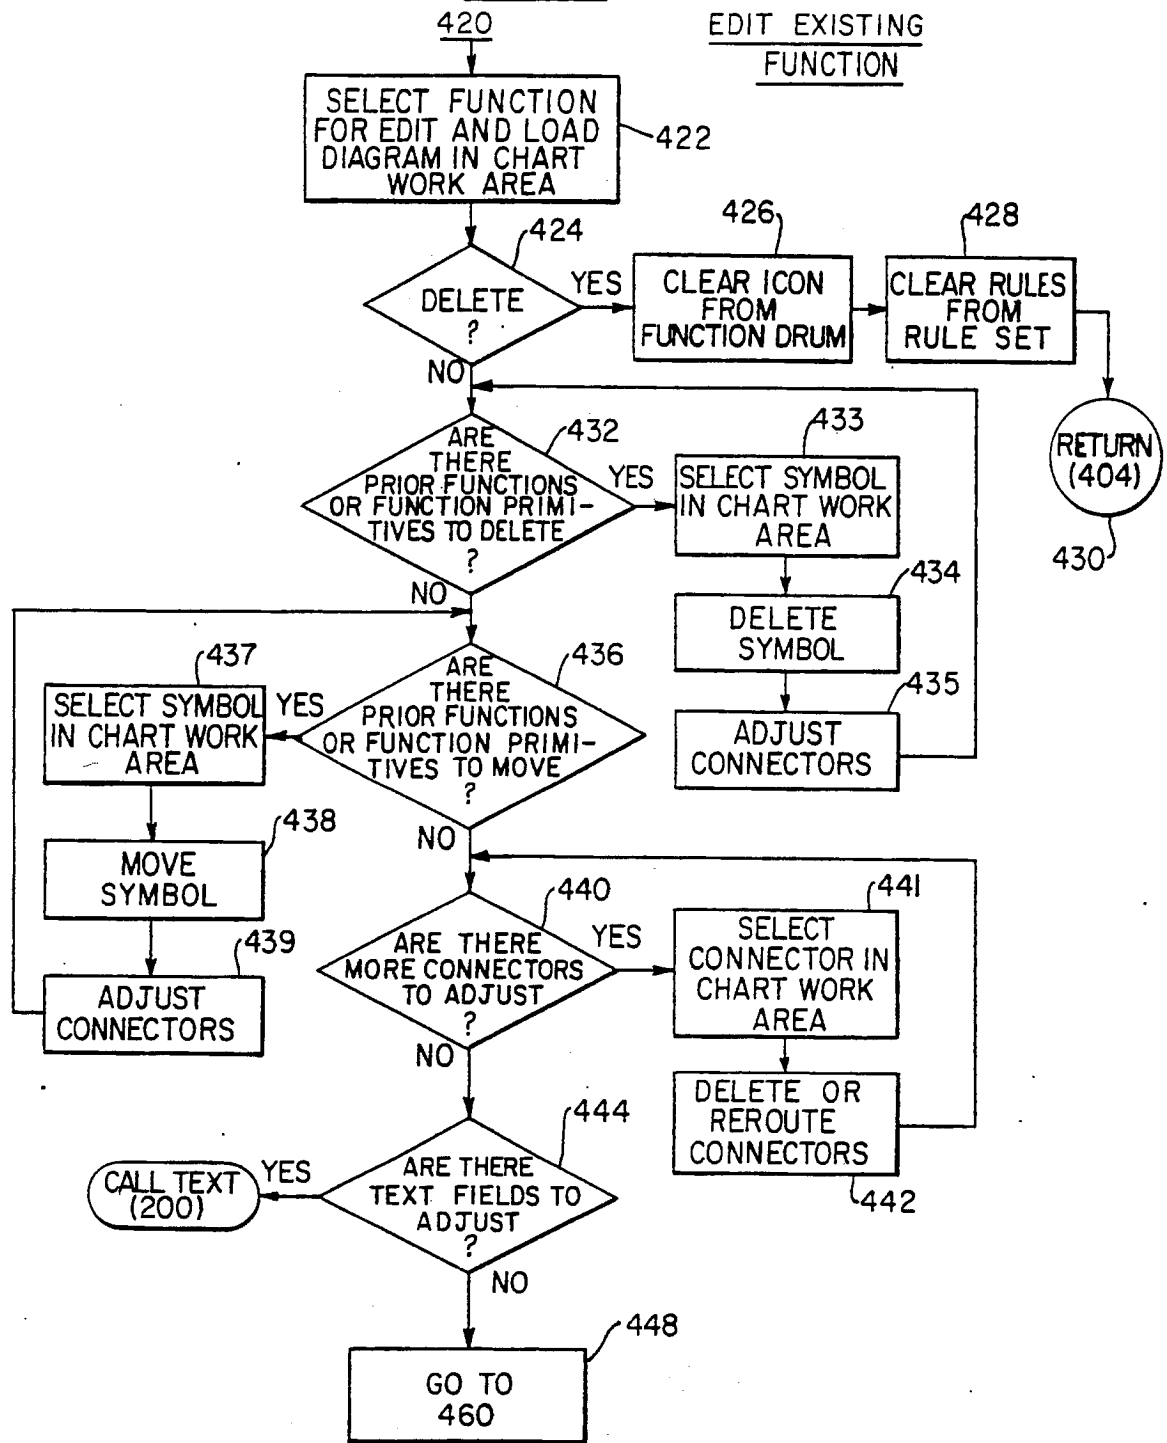 420
EDIT EXISTING
FUNCTION
SELECT FUNCTION
FOR EDIT AND LOAD
DIAGRAM IN CHART
WORK AREA
422
424
DELETE
?
YES
NO
426
CLEAR ICON
FROM
FUNCTION DRUM
428
CLEAR RULES
FROM
RULE SET
RETURN
(404)
430
432
ARE
THERE
PRIOR FUNCTIONS
OR FUNCTION PRIMI-
TIVES TO DELETE
?
YES
NO
433
SELECT SYMBOL
IN CHART WORK
AREA
434
DELETE
SYMBOL
435
ADJUST
CONNECTORS
436
ARE
THERE
PRIOR FUNCTIONS
OR FUNCTION PRIMI-
TIVES TO MOVE
?
YES
NO
437
SELECT SYMBOL
IN CHART WORK
AREA
438
MOVE
SYMBOL
439
ADJUST
CONNECTORS
440
ARE THERE
MORE CONNECTORS
TO ADJUST
?
YES
NO
441
SELECT
CONNECTOR IN
CHART WORK
AREA
DELETE OR
REROUTE
CONNECTORS
442
444
ARE THERE
TEXT FIELDS TO
ADJUST
?
YES
NO
CALL TEXT
(200)
448
GO TO
460